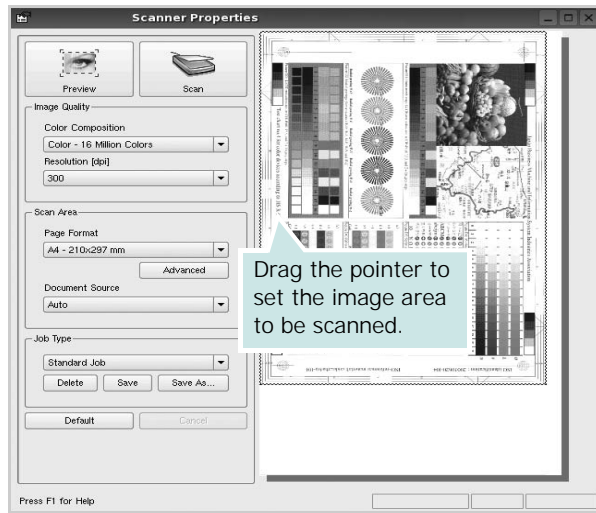 Scanner Properties
Preview
Scan
Image Quality
Color Composition
Color - 16 Million Colors
Resolution [dpi]
300
Scan Area
Page Format
A4 - 210x297 mm
Advanced
Document Source
Auto
Job Type
Standard Job
Delete
Save
Save As...
Default
Cancel
Drag the pointer to
set the image area
to be scanned.
Press F1 for Help